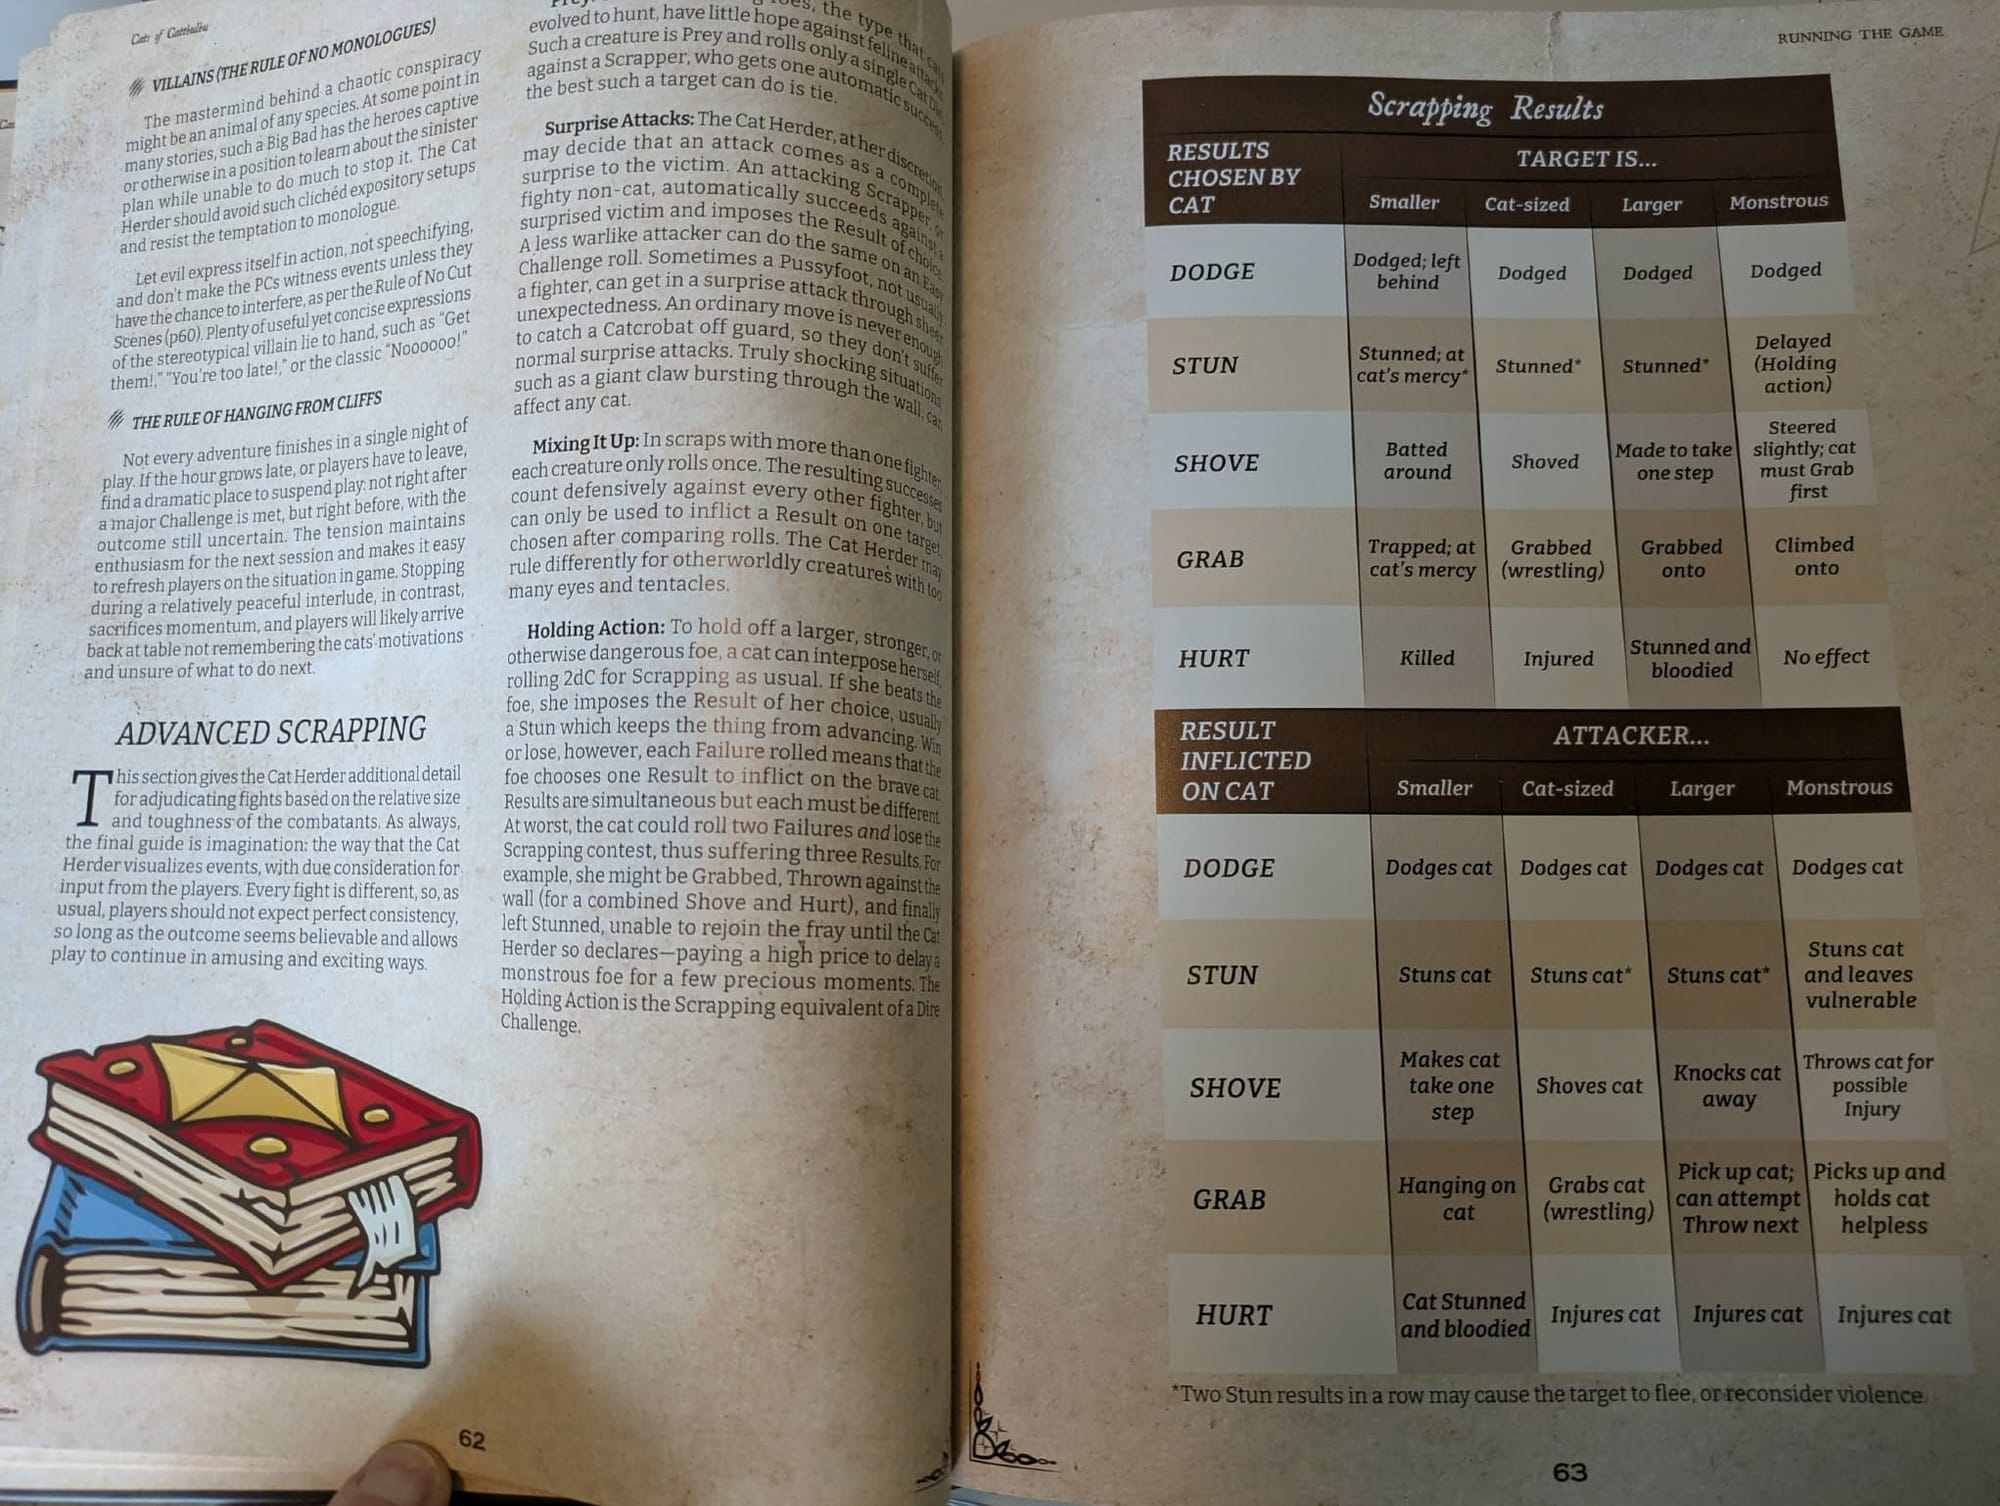 Cats of Catthulhu
VILLAINS (THE RULE OF NO MONOLOGUES)
The mastermind behind a chaotic conspiracy
might be an animal of any species. At some point in
many stories, such a Big Bad has the heroes captive
or otherwise in a position to learn about the sinister
plan while unable to do much to stop it. The Cat
Herder should avoid such clichéd expository setups
and resist the temptation to monologue.
Let evil express itself in action, not speechifying,
and don't make the PCs witness events unless they
have the chance to interfere, as per the Rule of No Cut
Scenes (p60). Plenty of useful yet concise expressions
of the stereotypical villain lie to hand, such as "Get
them!," "You're too late!," or the classic "Noooooo!"
THE RULE OF HANGING FROM CLIFFS
Not every adventure finishes in a single night of
play. If the hour grows late, or players have to leave,
find a dramatic place to suspend play: not right after
a major Challenge is met, but right before, with the
outcome still uncertain. The tension maintains
enthusiasm for the next session and makes it easy
to refresh players on the situation in game. Stopping
during a relatively peaceful interlude, in contrast,
sacrifices momentum, and players will likely arrive
back at table not remembering the cats' motivations
and unsure of what to do next.
ADVANCED SCRAPPING
This section gives the Cat Herder additional detail
for adjudicating fights based on the relative size
and toughness of the combatants. As always,
the final guide is imagination: the way that the Cat
Herder visualizes events, with due consideration for
input from the players. Every fight is different, so, as
usual, players should not expect perfect consistency,
so long as the outcome seems believable and allows
play to continue in amusing and exciting ways.
62
the type that cats
evolved to hunt, have little hope against feline attack.
Such a creature is Prey and rolls only a single Cat Die
against a Scrapper, who gets one automatic success;
the best such a target can do is tie.
Surprise Attacks: The Cat Herder, at her discretion
may decide that an attack comes as a complete
surprise to the victim. An attacking Scrapper, or
fighty non-cat, automatically succeeds against a
surprised victim and imposes the Result of choice.
A less warlike attacker can do the same on an Easy
Challenge roll. Sometimes a Pussyfoot, not usually
a fighter, can get in a surprise attack through sheer
unexpectedness. An ordinary move is never enough
to catch a Catcrobat off guard, so they don't suffer
normal surprise attacks. Truly shocking situations,
such as a giant claw bursting through the wall, can
affect any cat.
Mixing It Up: In scraps with more than one fighter,
each creature only rolls once. The resulting successes
count defensively against every other fighter, but
can only be used to inflict a Result on one target,
chosen after comparing rolls. The Cat Herder may
rule differently for otherworldly creatures with too
many eyes and tentacles.
Holding Action: To hold off a larger, stronger, or
otherwise dangerous foe, a cat can interpose herself,
rolling 2dC for Scrapping as usual. If she beats the
foe, she imposes the Result of her choice, usually
a Stun which keeps the thing from advancing. Win
or lose, however, each Failure rolled means that the
foe chooses one Result to inflict on the brave cat.
Results are simultaneous but each must be different.
At worst, the cat could roll two Failures and lose the
Scrapping contest, thus suffering three Results. For
example, she might be Grabbed, Thrown against the
wall (for a combined Shove and Hurt), and finally
left Stunned, unable to rejoin the fray until the Cat
Herder so declares—paying a high price to delay a
monstrous foe for a few precious moments. The
Holding Action is the Scrapping equivalent of a Dire
Challenge.
RUNNING THE GAME
Scrapping Results
RESULTS CHOSEN BY CAT TARGET IS...
Smaller Cat-sized Larger Monstrous
DODGE Dodged; left behind Dodged Dodged Dodged
STUN Stunned; at cat's mercy* Stunned* Stunned* Delayed (Holding action)
SHOVE Batted around Shoved Made to take one step Steered slightly; cat must Grab first
GRAB Trapped; at cat's mercy Grabbed (wrestling) Grabbed onto Climbed onto
HURT Killed Injured Stunned and bloodied No effect
RESULT INFLICTED ON CAT ATTACKER...
Smaller Cat-sized Larger Monstrous
DODGE Dodges cat Dodges cat Dodges cat Dodges cat
STUN Stuns cat Stuns cat* Stuns cat* Stuns cat and leaves vulnerable
SHOVE Makes cat take one step Shoves cat Knocks cat away Throws cat for possible Injury
GRAB Hanging on cat Grabs cat (wrestling) Pick up cat; can attempt Throw next Picks up and holds cat helpless
HURT Cat Stunned and bloodied Injures cat Injures cat Injures cat
*Two Stun results in a row may cause the target to flee, or reconsider violence.
63